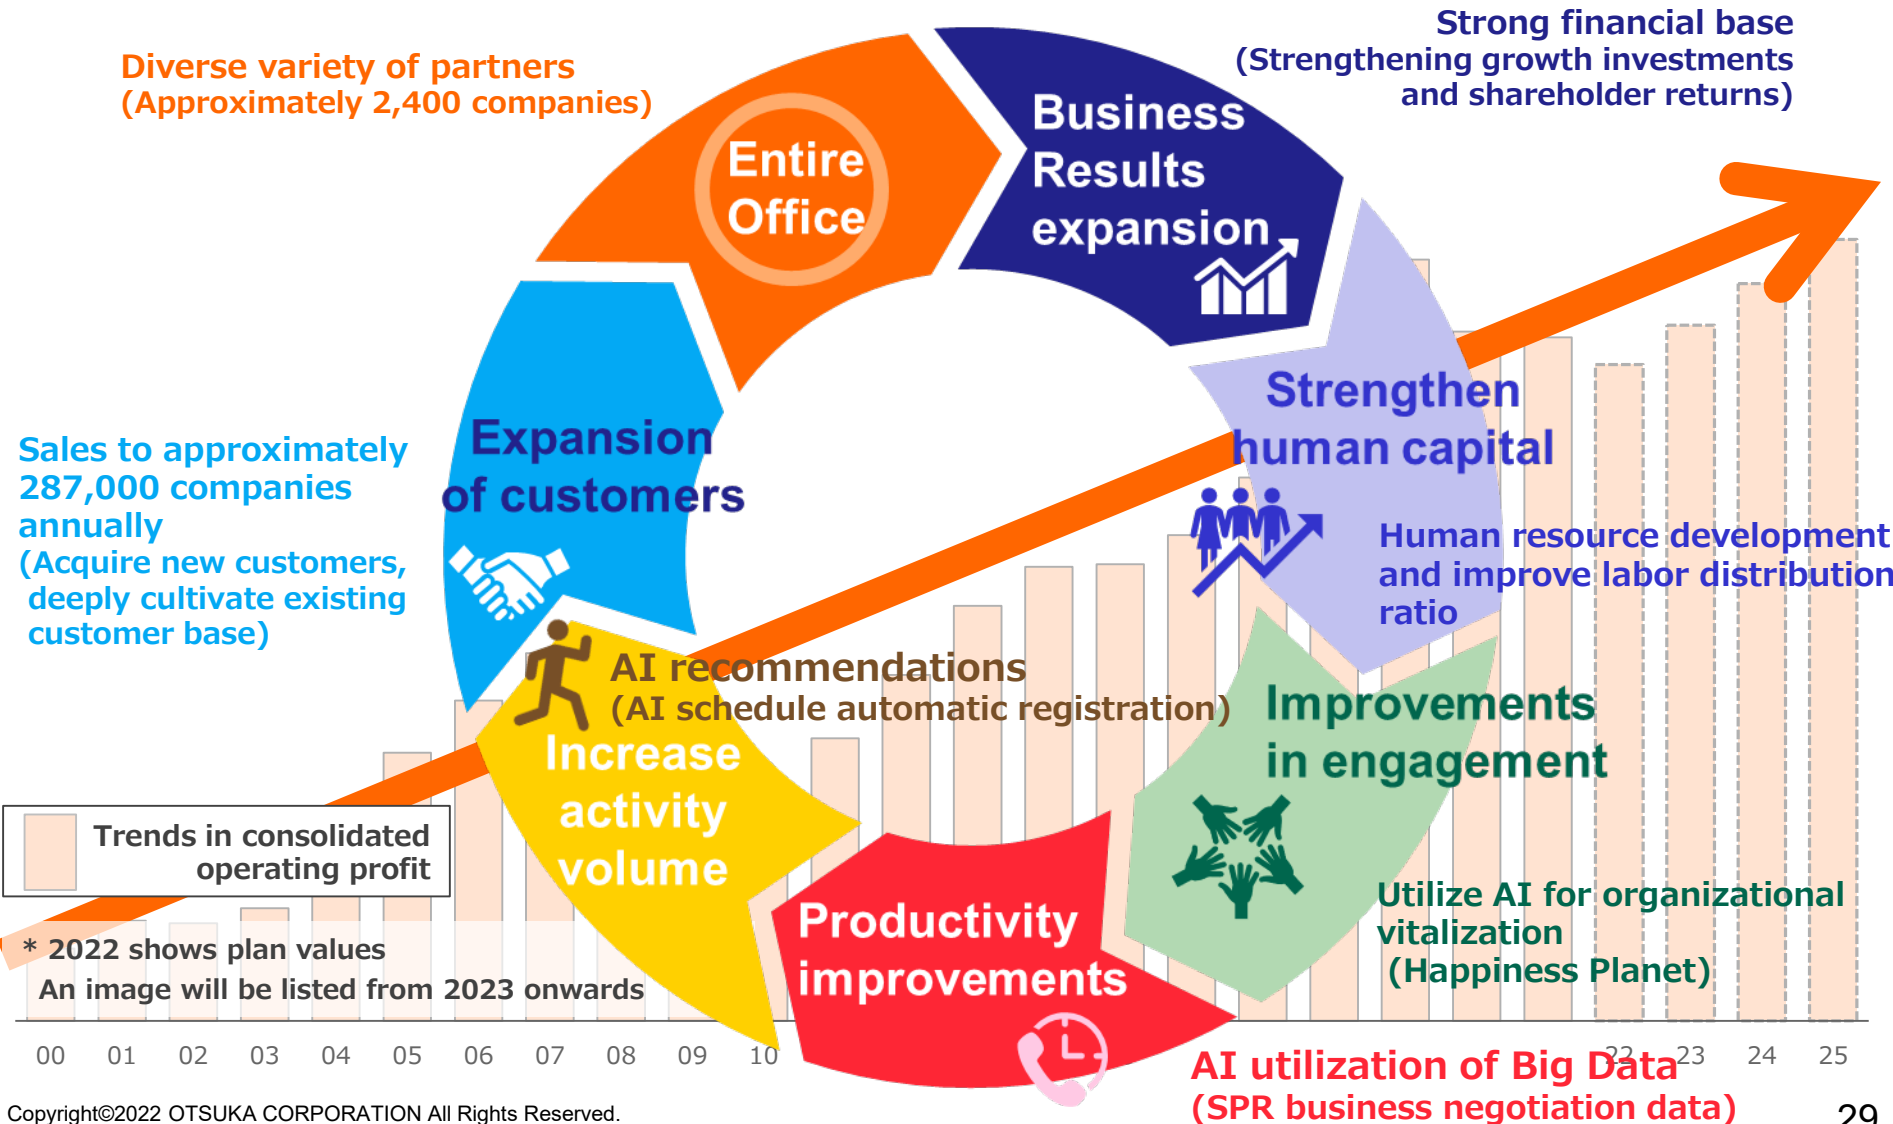 Diverse variety of partners
(Approximately 2,400 companies)
Strong financial base
(Strengthening growth investments
and shareholder returns)
Entire
Office
Business
Results
expansion
Strengthen
human capital
Human resource development
and improve labor distribution
ratio
Expansion
of customers
Sales to approximately
287,000 companies
annually
(Acquire new customers,
deeply cultivate existing
customer base)
AI recommendations
(AI schedule automatic registration)
Increase
activity
volume
Improvements
in engagement
Utilize AI for organizational
vitalization
(Happiness Planet)
Productivity
improvements
AI utilization of Big Data
(SPR business negotiation data)
Trends in consolidated
operating profit
* 2022 shows plan values
An image will be listed from 2023 onwards
00 01 02 03 04 05 06 07 08 09 10 22 23 24 25
Copyright©2022 OTSUKA CORPORATION All Rights Reserved.
29